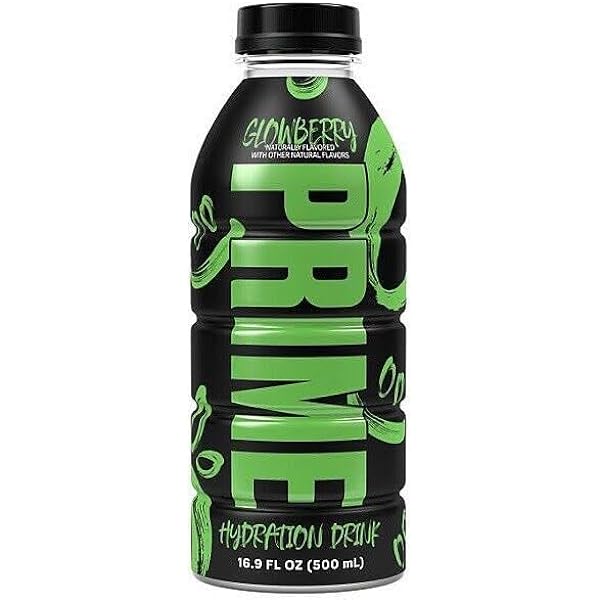 GLOWBERRY
NATURALLY FLAVORED
WITH OTHER NATURAL FLAVORS
PRIME
HYDRATION DRINK
16.9 FL OZ (500 mL)